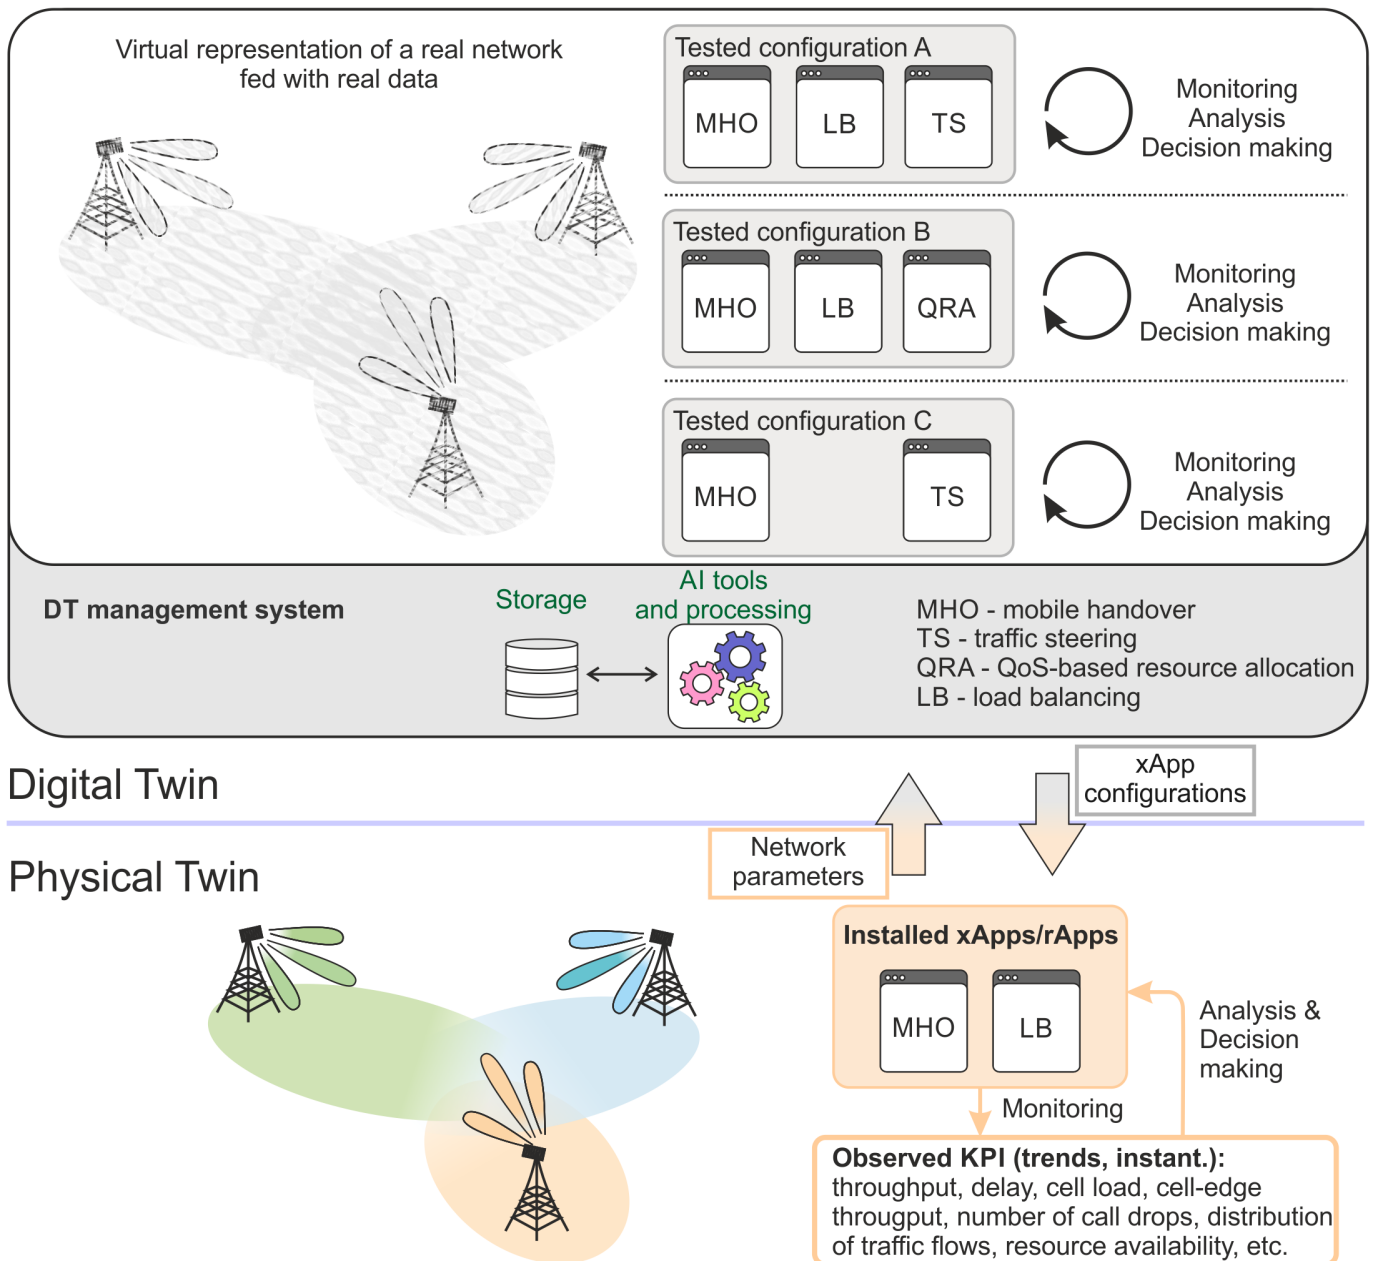 Virtual representation of a real network
fed with real data
Tested configuration A
MHO
LB
TS
Monitoring
Analysis
Decision making
Tested configuration B
MHO
LB
QRA
Monitoring
Analysis
Decision making
Tested configuration C
MHO
TS
Monitoring
Analysis
Decision making
DT management system
Storage
AI tools
and processing
MHO - mobile handover
TS - traffic steering
QRA - QoS-based resource allocation
LB - load balancing
Digital Twin
xApp
configurations
Network
parameters
Physical Twin
Installed xApps/rApps
MHO
LB
Analysis &
Decision
making
Monitoring
Observed KPI (trends, instant.):
throughput, delay, cell load, cell-edge
througput, number of call drops, distribution
of traffic flows, resource availability, etc.